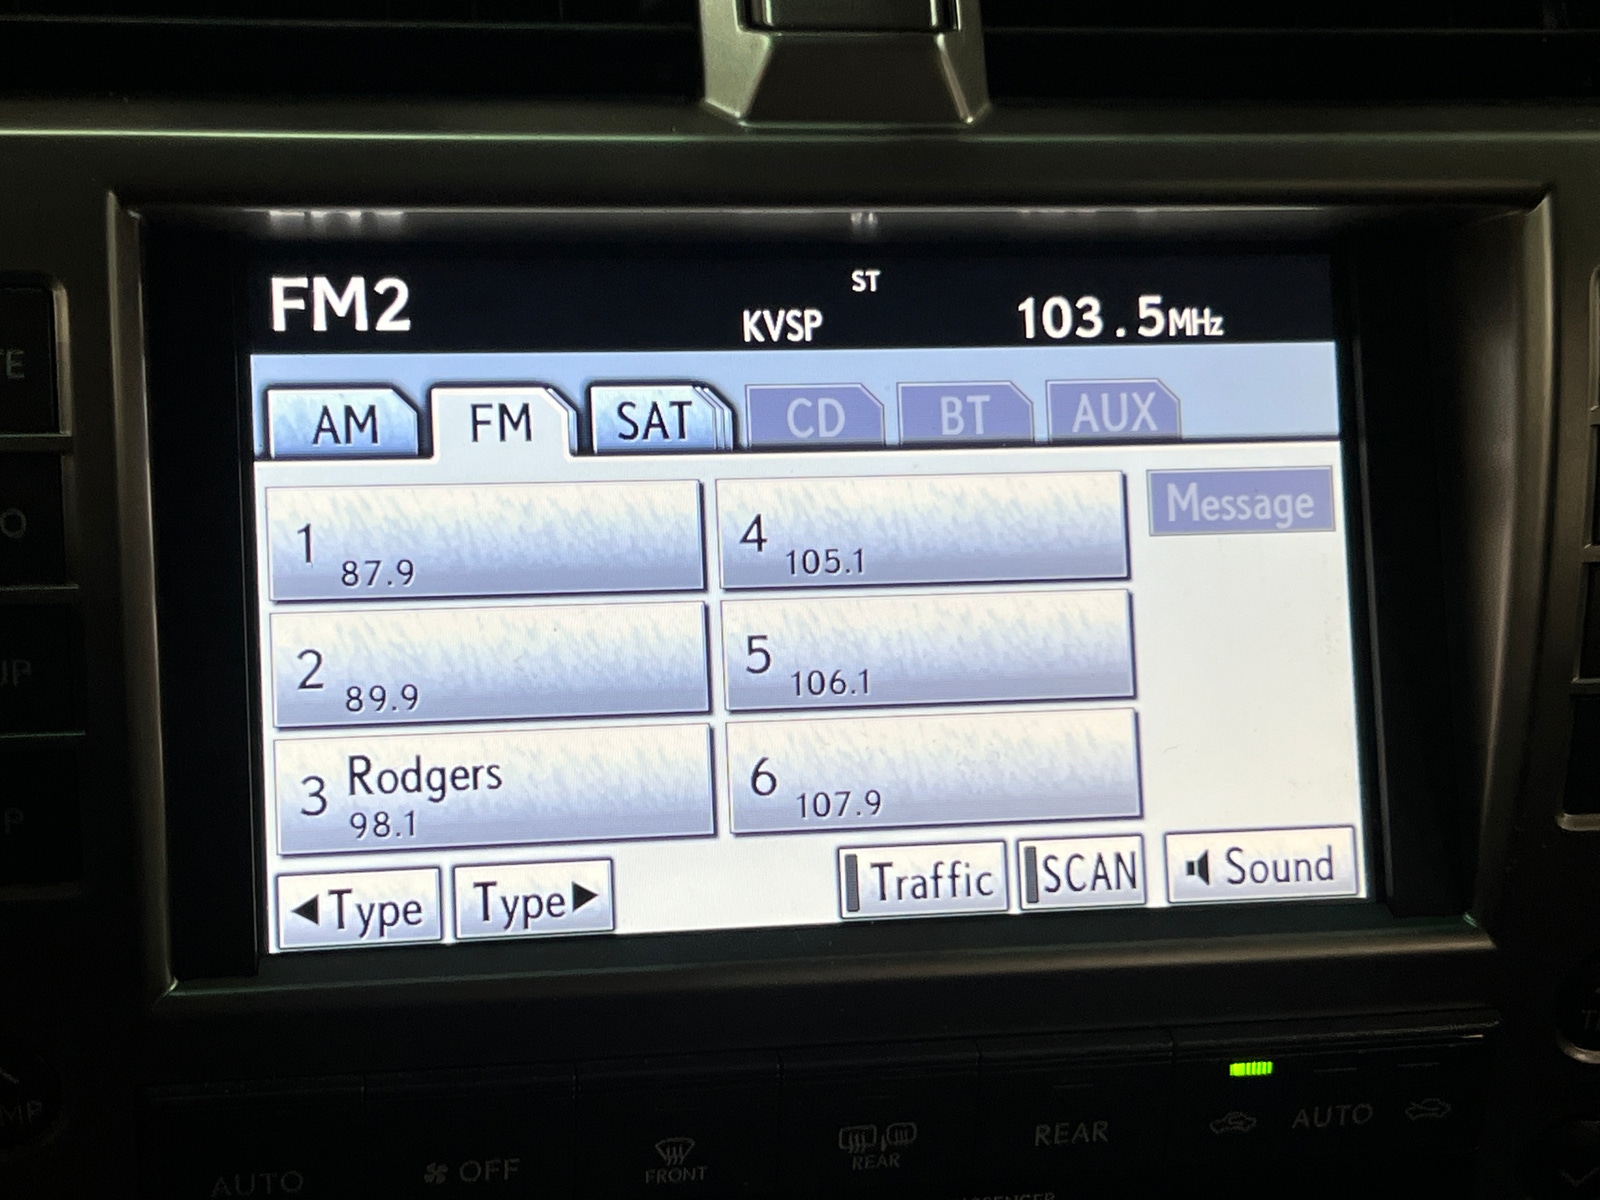 FM2
ST
KVSP
103.5MHz
AM
FM
SAT
CD
BT
AUX
Message
1
87.9
4
105.1
2
89.9
5
106.1
3 Rodgers
98.1
6
107.9
◀Type
Type▶
Traffic
SCAN
Sound
AUTO
OFF
FRONT
REAR
REAR
AUTO